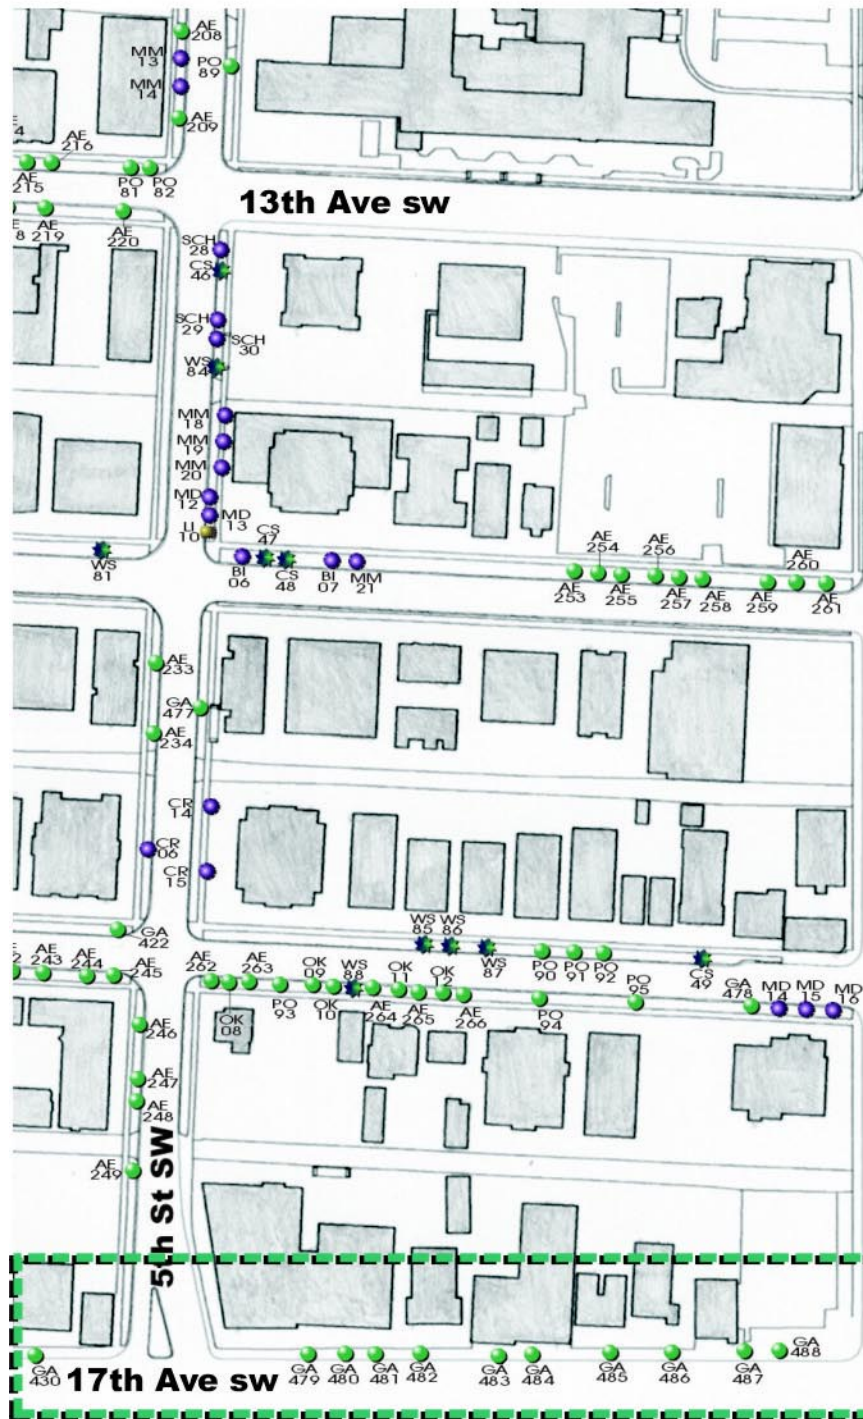 AE
208
MM
13
PO
89
MM
14
AE
209
AE
216
AE
215
PO
81
PO
82
13th Ave sw
AE
219
AE
220
SCH
28
CS
46
SCH
29
SCH
30
WS
84
MM
18
MM
19
MM
20
MD
12
MD
13
LI
10
CS
47
WS
81
BI
06
CS
48
BI
07
MM
21
AE
254
AE
256
AE
260
AE
253
AE
255
AE
257
AE
258
AE
259
AE
261
AE
233
GA
477
AE
234
CR
14
CR
06
CR
15
GA
422
WS
85
WS
86
WS
87
PO
90
PO
91
PO
92
CS
49
AE
243
AE
244
AE
245
AE
262
AE
263
OK
09
WS
88
OK
11
OK
12
PO
95
GA
478
MD
14
MD
15
MD
16
OK
08
PO
93
OK
10
AE
264
AE
265
AE
266
PO
94
AE
246
AE
247
AE
248
AE
249
5th St sw
GA
430
17th Ave sw
GA
479
GA
480
GA
481
GA
482
GA
483
GA
484
GA
485
GA
486
GA
487
GA
488